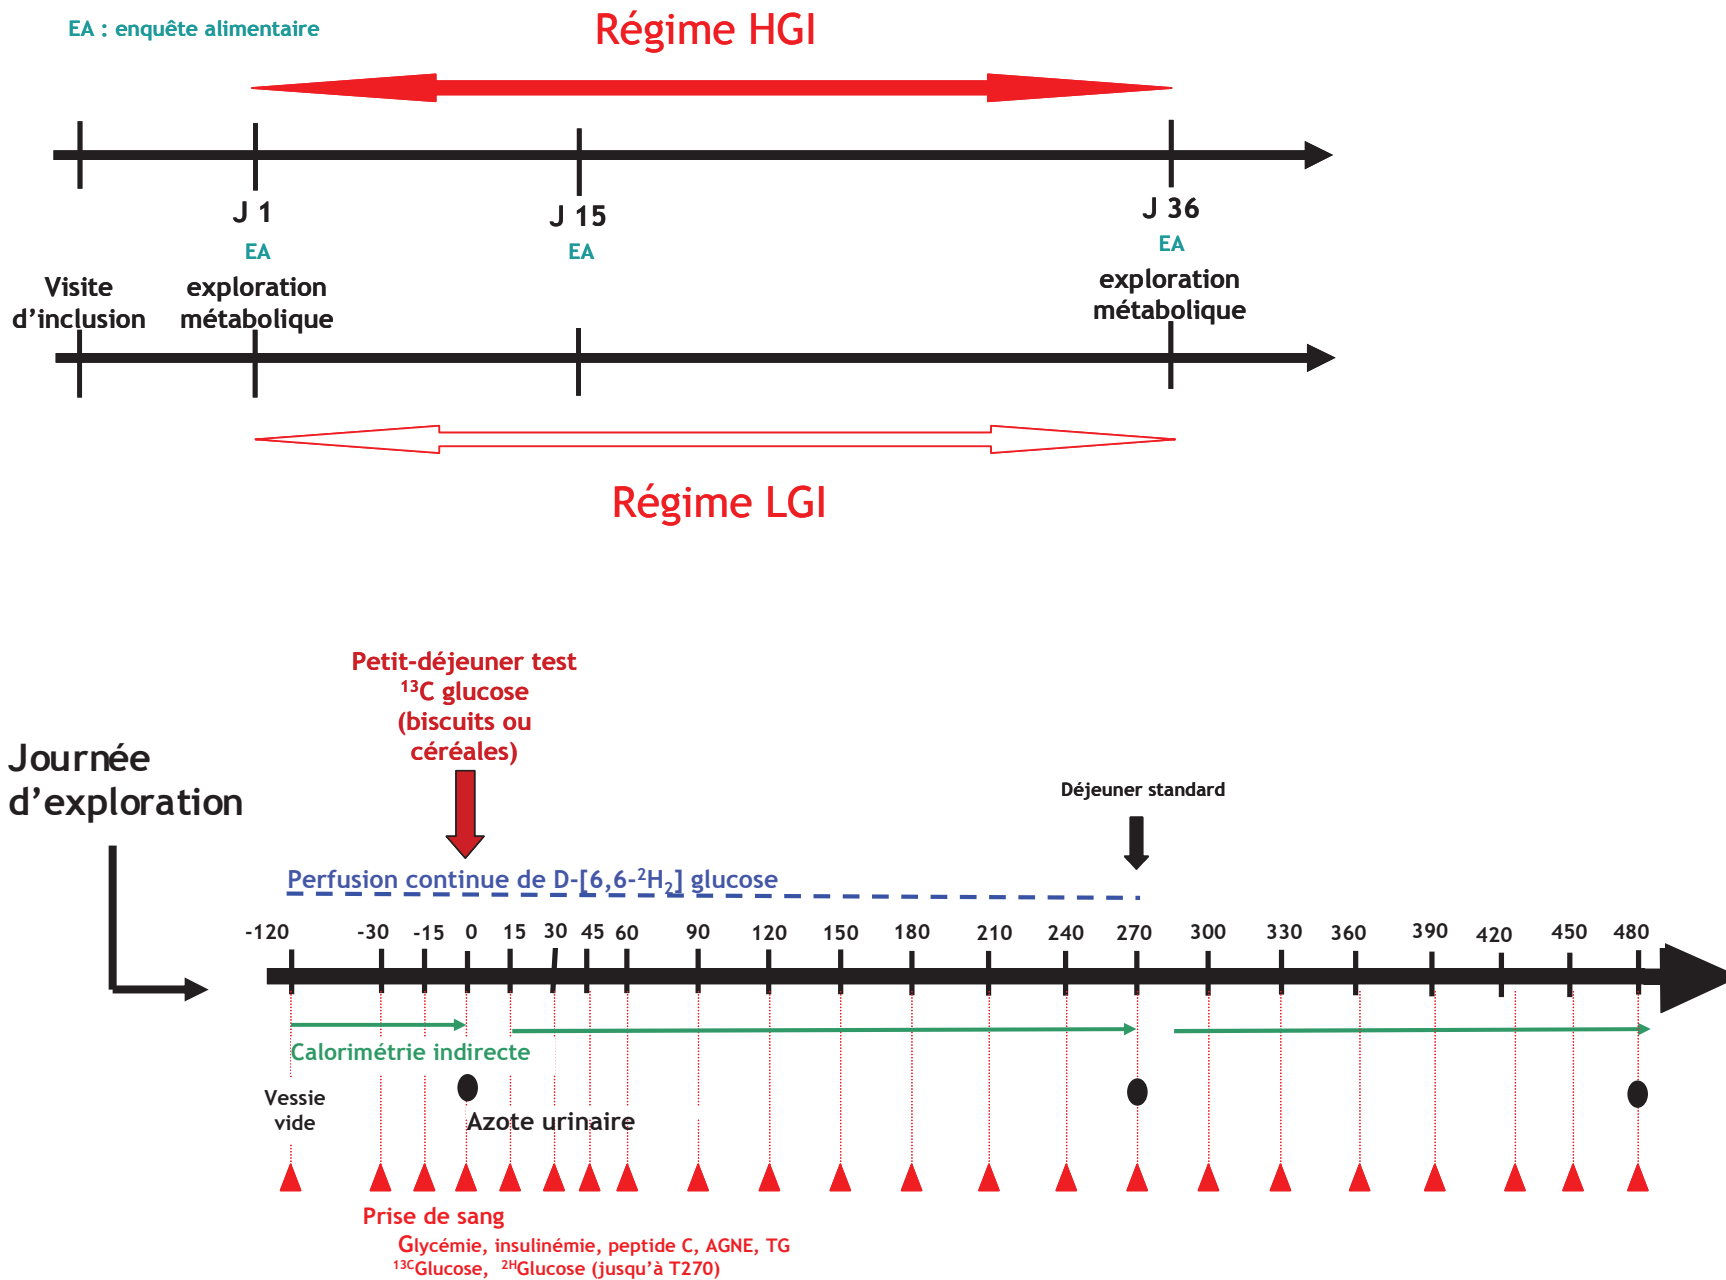 EA : enquête alimentaire
Régime HGI
J 1
J 15
J 36
EA
EA
EA
Visite
d'inclusion
exploration
métabolique
exploration
métabolique
Régime LGI
Petit-déjeuner test
¹³C glucose
(biscuits ou
céréales)
Journée
d'exploration
Déjeuner standard
Perfusion continue de D-[6,6-²H₂] glucose
-120 -30 -15 0 15 30 45 60 90 120 150 180 210 240 270 300 330 360 390 420 450 480
Calorimétrie indirecte
Vessie
vide
Azote urinaire
Prise de sang
Glycémie, insulinémie, peptide C, AGNE, TG
¹³CGlucose, ²HGlucose (jusqu'à T270)